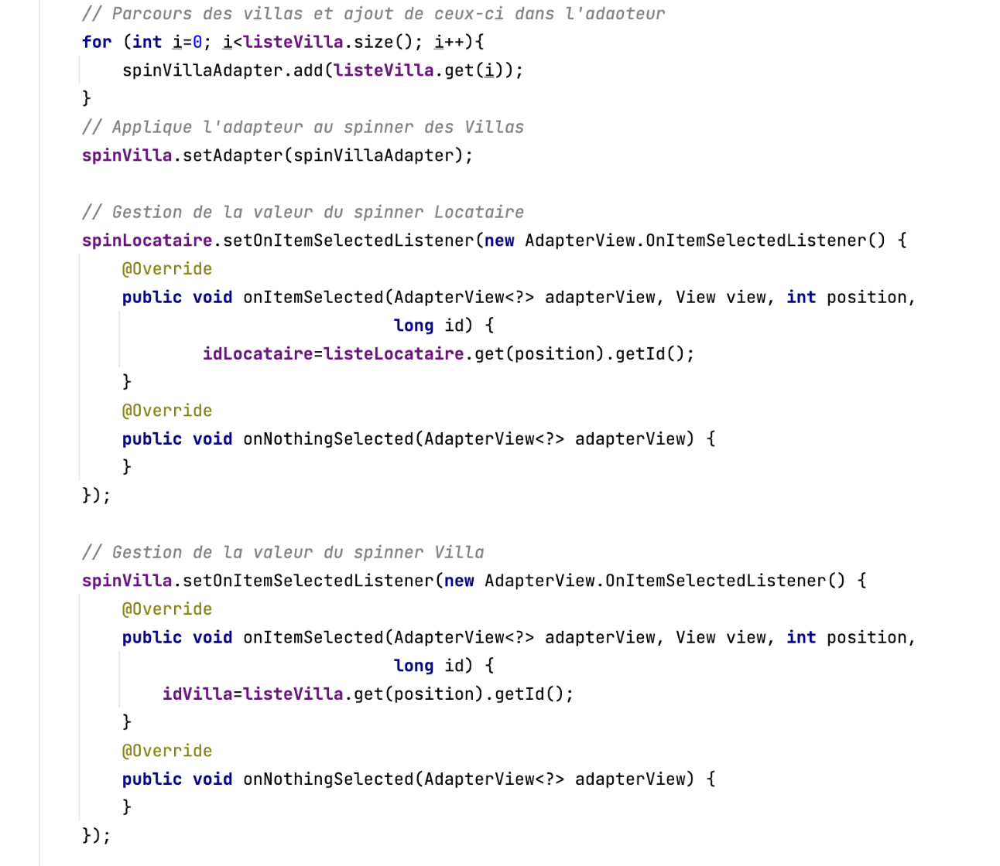 // Parcours des villas et ajout de ceux-ci dans l'adaoteur
for (int i=0; i<listeVilla.size(); i++){
spinVillaAdapter.add(listeVilla.get(i));
}
// Applique l'adapteur au spinner des Villas
spinVilla.setAdapter(spinVillaAdapter);
// Gestion de la valeur du spinner Locataire
spinLocataire.setOnItemSelectedListener(new AdapterView.OnItemSelectedListener() {
@Override
public void onItemSelected(AdapterView<?> adapterView, View view, int position,
long id) {
idLocataire=listeLocataire.get(position).getId();
}
@Override
public void onNothingSelected(AdapterView<?> adapterView) {
}
});
// Gestion de la valeur du spinner Villa
spinVilla.setOnItemSelectedListener(new AdapterView.OnItemSelectedListener() {
@Override
public void onItemSelected(AdapterView<?> adapterView, View view, int position,
long id) {
idVilla=listeVilla.get(position).getId();
}
@Override
public void onNothingSelected(AdapterView<?> adapterView) {
}
});